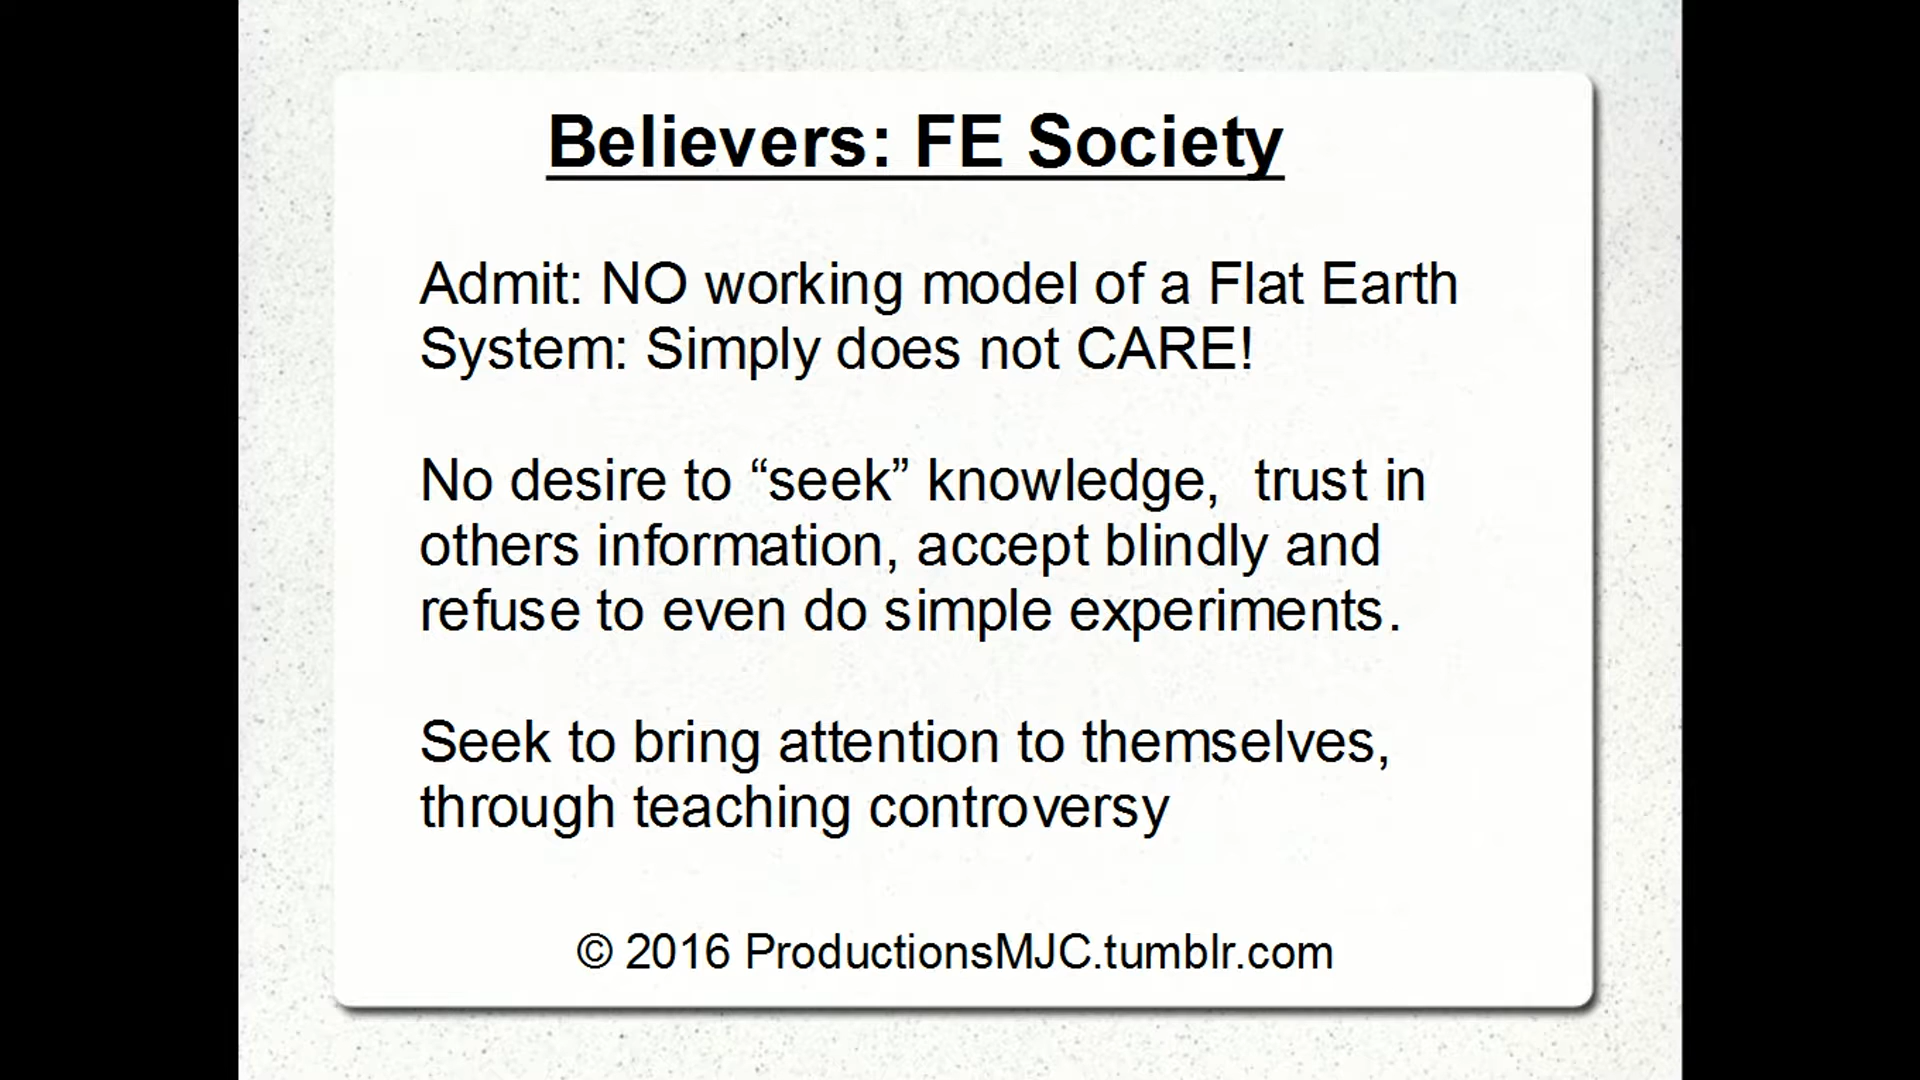 Believers: FE Society
Admit: NO working model of a Flat Earth
System: Simply does not CARE!
No desire to “seek” knowledge,  trust in
others information, accept blindly and
refuse to even do simple experiments.
Seek to bring attention to themselves,
through teaching controversy
© 2016 ProductionsMJC.tumblr.com